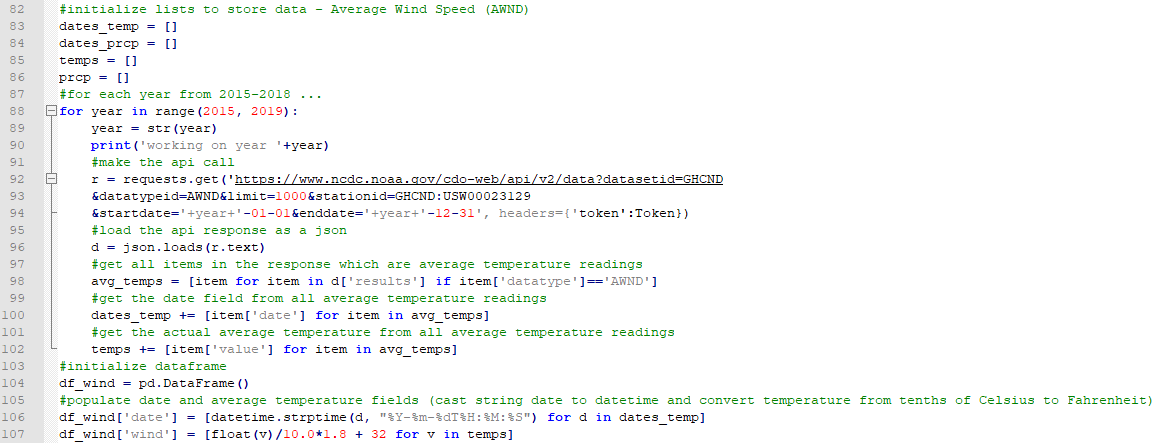 82 #initialize lists to store data - Average Wind Speed (AWND)
83 dates_temp = []
84 dates_prcp = []
85 temps = []
86 prcp = []
87 #for each year from 2015-2018 ...
88 for year in range(2015, 2019):
89 year = str(year)
90 print('working on year '+year)
91 #make the api call
92 r = requests.get('https://www.ncdc.noaa.gov/cdo-web/api/v2/data?datasetid=GHCND
93 &datatypeid=AWND&limit=1000&stationid=GHCND:USW00023129
94 &startdate='+year+'-01-01&enddate='+year+'-12-31', headers={'token':Token})
95 #load the api response as a json
96 d = json.loads(r.text)
97 #get all items in the response which are average temperature readings
98 avg_temps = [item for item in d['results'] if item['datatype']=='AWND']
99 #get the date field from all average temperature readings
100 dates_temp += [item['date'] for item in avg_temps]
101 #get the actual average temperature from all average temperature readings
102 temps += [item['value'] for item in avg_temps]
103 #initialize dataframe
104 df_wind = pd.DataFrame()
105 #populate date and average temperature fields (cast string date to datetime and convert temperature from tenths of Celsius to Fahrenheit)
106 df_wind['date'] = [datetime.strptime(d, "%Y-%m-%dT%H:%M:%S") for d in dates_temp]
107 df_wind['wind'] = [float(v)/10.0*1.8 + 32 for v in temps]